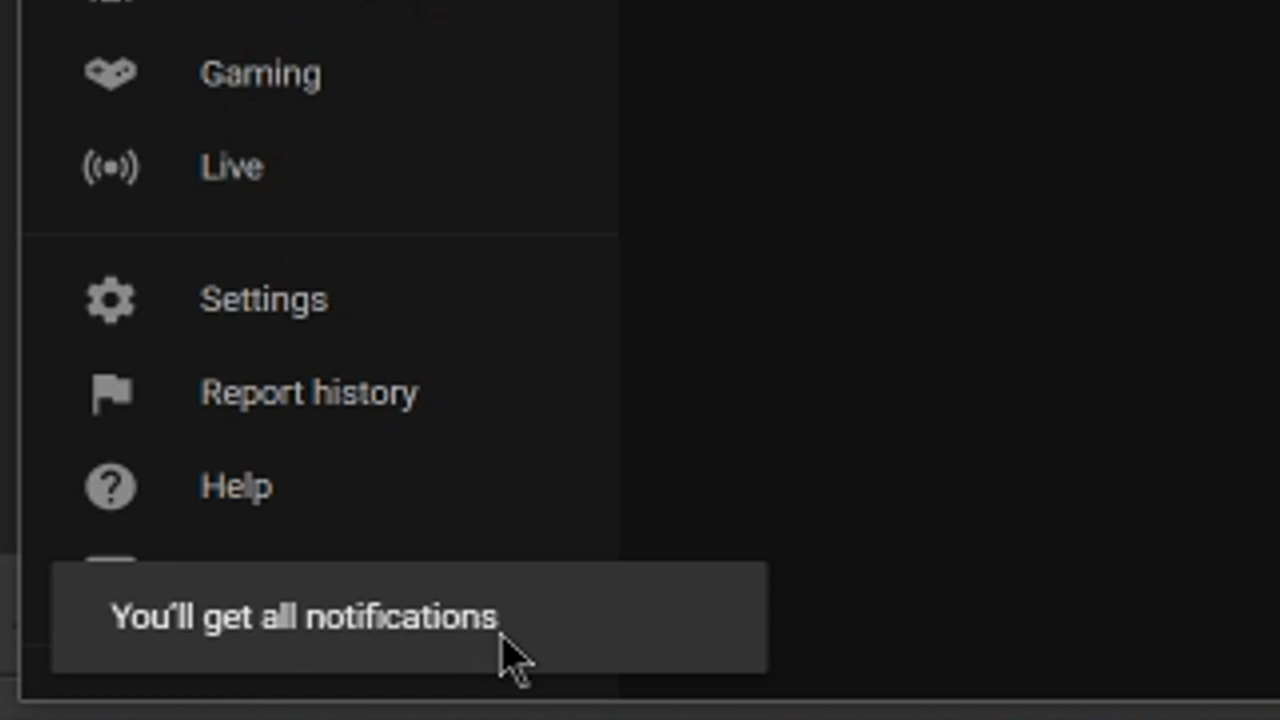 Gaming
Live
Settings
Report history
Help
You'll get all notifications